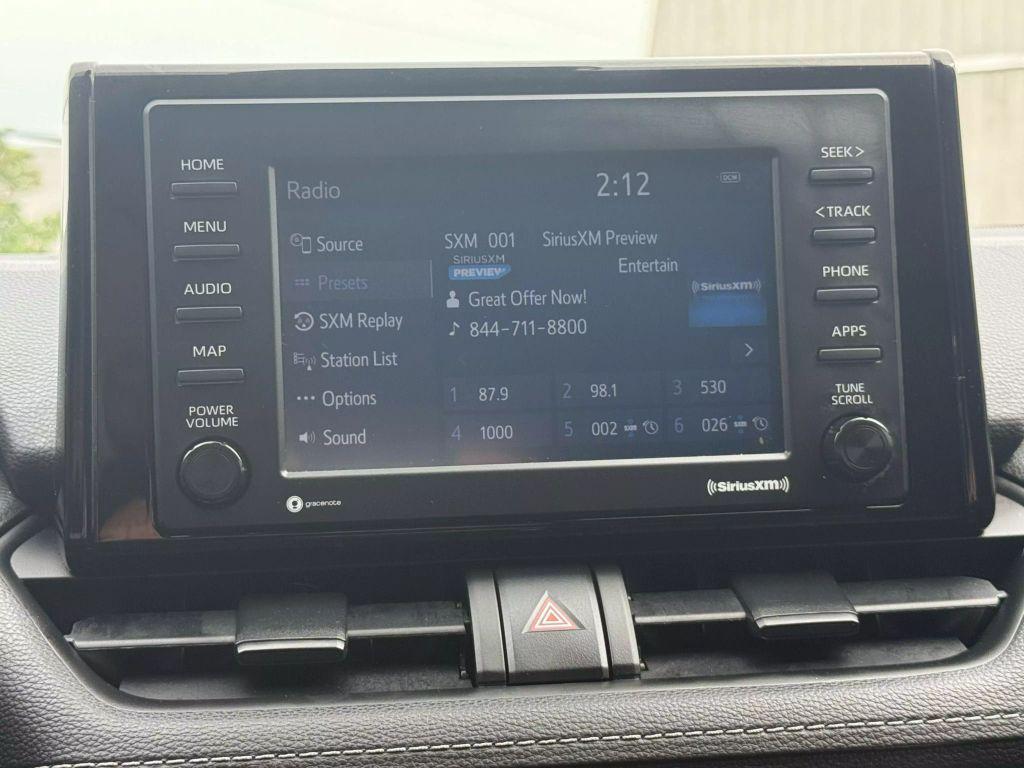 HOME
MENU
AUDIO
MAP
POWER
VOLUME
Radio
2:12
DCM
Source
Presets
SXM Replay
Station List
Options
Sound
SXM 001 SiriusXM Preview
SIRIUSXM
PREVIEW
Entertain
Great Offer Now!
844-711-8800
((SiriusXM))
1 87.9
2 98.1
3 530
4 1000
5 002 SXM
6 026 SXM
SEEK >
< TRACK
PHONE
APPS
TUNE
SCROLL
gracenote
((SiriusXM))